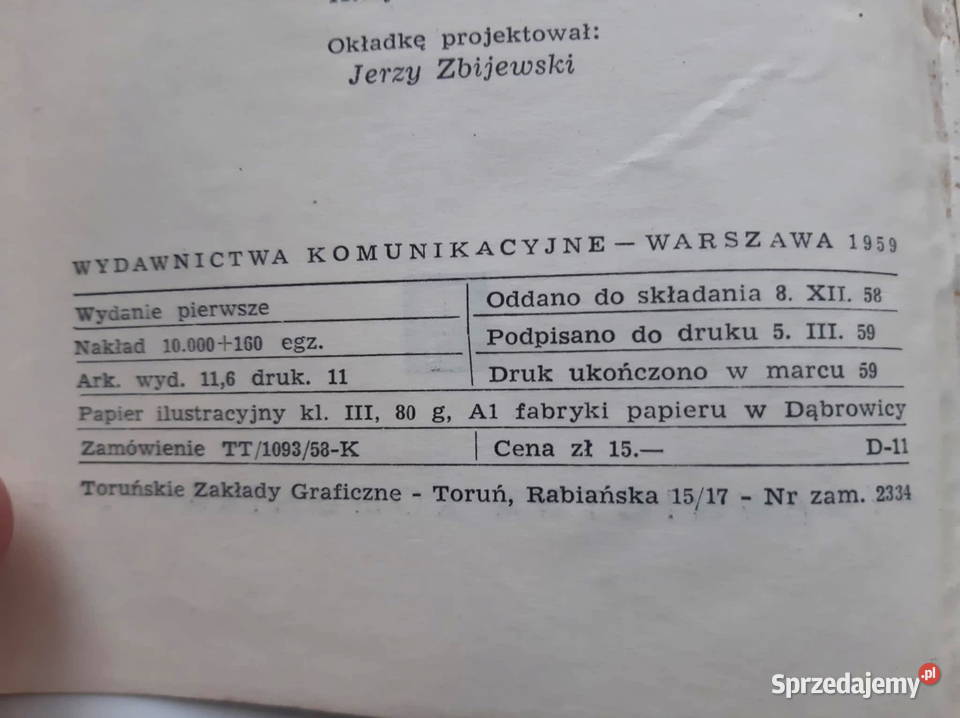 Okładkę projektował:
Jerzy Zbijewski
WYDAWNICTWA KOMUNIKACYJNE — WARSZAWA 1959
Wydanie pierwsze
Nakład 10.000+160 egz.
Ark. wyd. 11,6 druk. 11
Oddano do składania 8. XII. 58
Podpisano do druku 5. III. 59
Druk ukończono w marcu 59
Papier ilustracyjny kl. III, 80 g, A1 fabryki papieru w Dąbrowicy
Zamówienie TT/1093/58-K
Cena zł 15.—
D-11
Toruńskie Zakłady Graficzne - Toruń, Rabiańska 15/17 - Nr zam. 2334
Sprzedajemy.pl